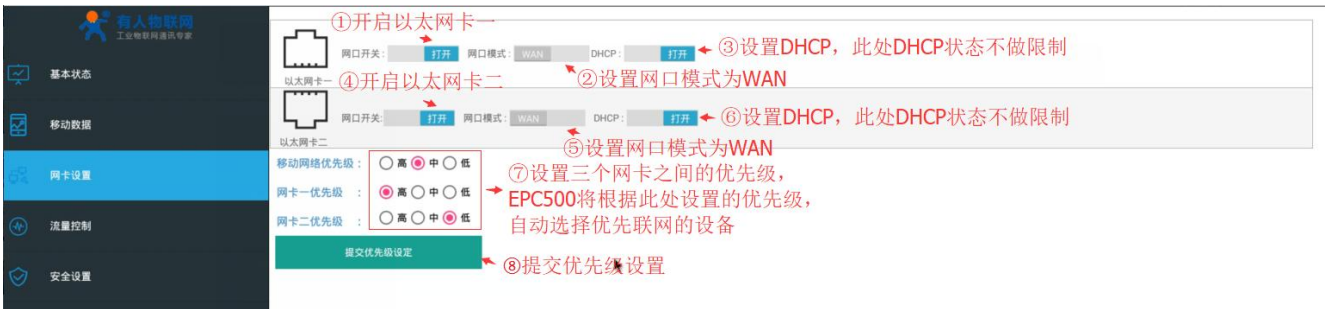 有人物联网
工业物联网通讯专家
基本状态
移动数据
网卡设置
流量控制
安全设置
①开启以太网卡一
网口开关: 打开 网口模式: WAN DHCP: 打开
③设置DHCP，此处DHCP状态不做限制
以太网卡一
②设置网口模式为WAN
④开启以太网卡二
网口开关: 打开 网口模式: WAN DHCP: 打开
⑥设置DHCP，此处DHCP状态不做限制
以太网卡二
⑤设置网口模式为WAN
移动网络优先级: 高 中 低
网卡一优先级 : 高 中 低
网卡二优先级 : 高 中 低
⑦设置三个网卡之间的优先级，
EPC500将根据此处设置的优先级，
自动选择优先联网的设备
提交优先级设定
⑧提交优先级设置